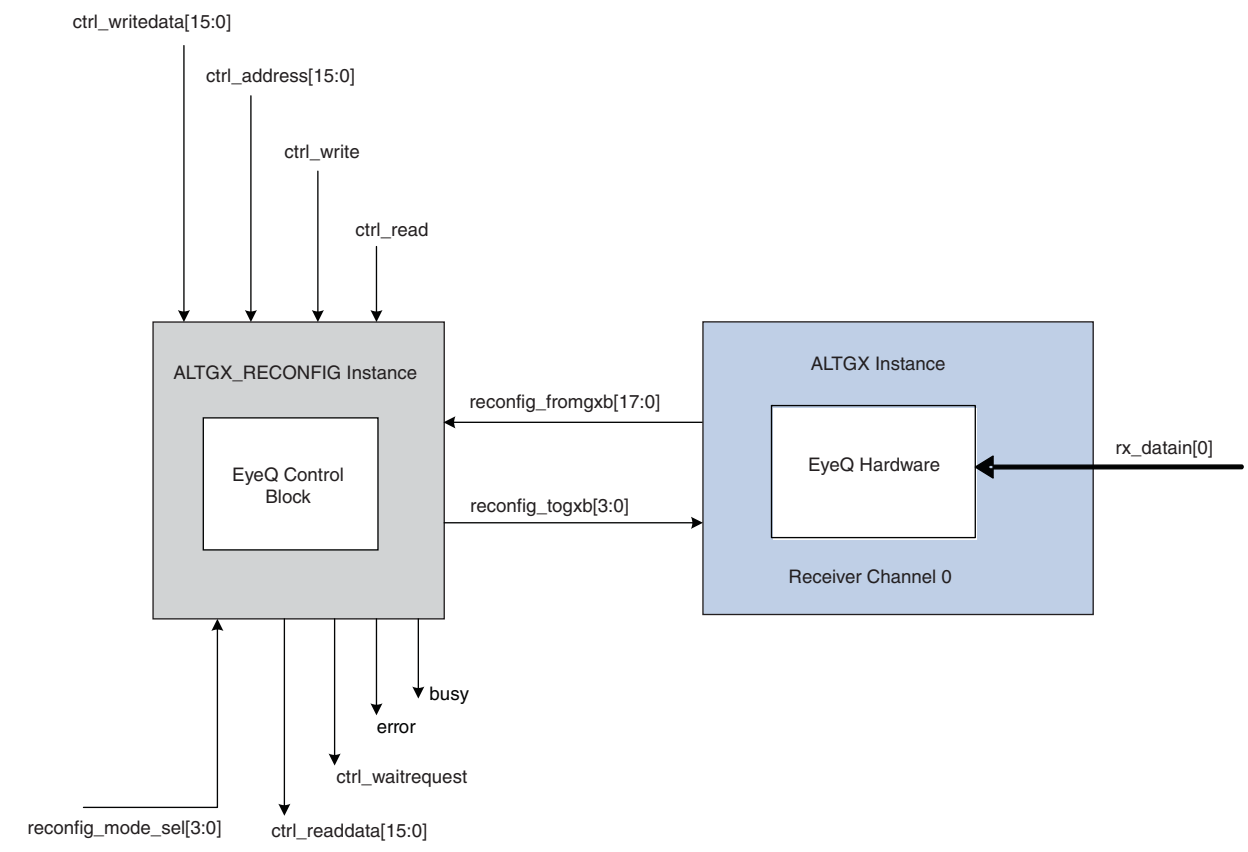 ctrl_writedata[15:0]
ctrl_address[15:0]
ctrl_write
ctrl_read
ALTGX_RECONFIG Instance
EyeQ Control
Block
reconfig_fromgxb[17:0]
reconfig_togxb[3:0]
ALTGX Instance
EyeQ Hardware
Receiver Channel 0
rx_datain[0]
busy
error
ctrl_waitrequest
reconfig_mode_sel[3:0]
ctrl_readdata[15:0]